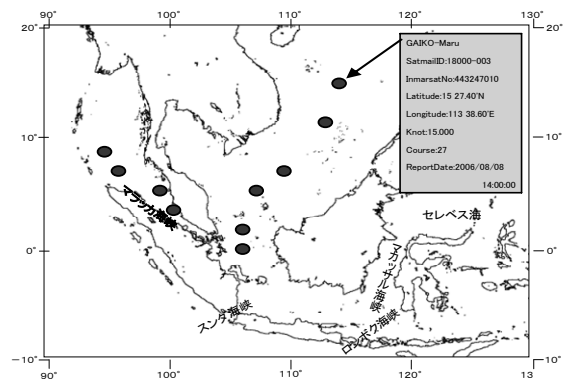 90° 100° 110° 120° 13
20° 20°
GAIKO-Maru
SatmailID:18000-003
InmarsatNo:443247010
Latitude:15 27.40'N
Longitude:113 38.60'E
Knot:15.000
Course:27
ReportDate:2006/08/08
14:00:00
10° 10°
マラッカ海峡
セレベス海
マカッサル海峡
0° 0°
スンダ海峡
ロンボク海峡
-10° -10°
90° 100° 110° 120° 13